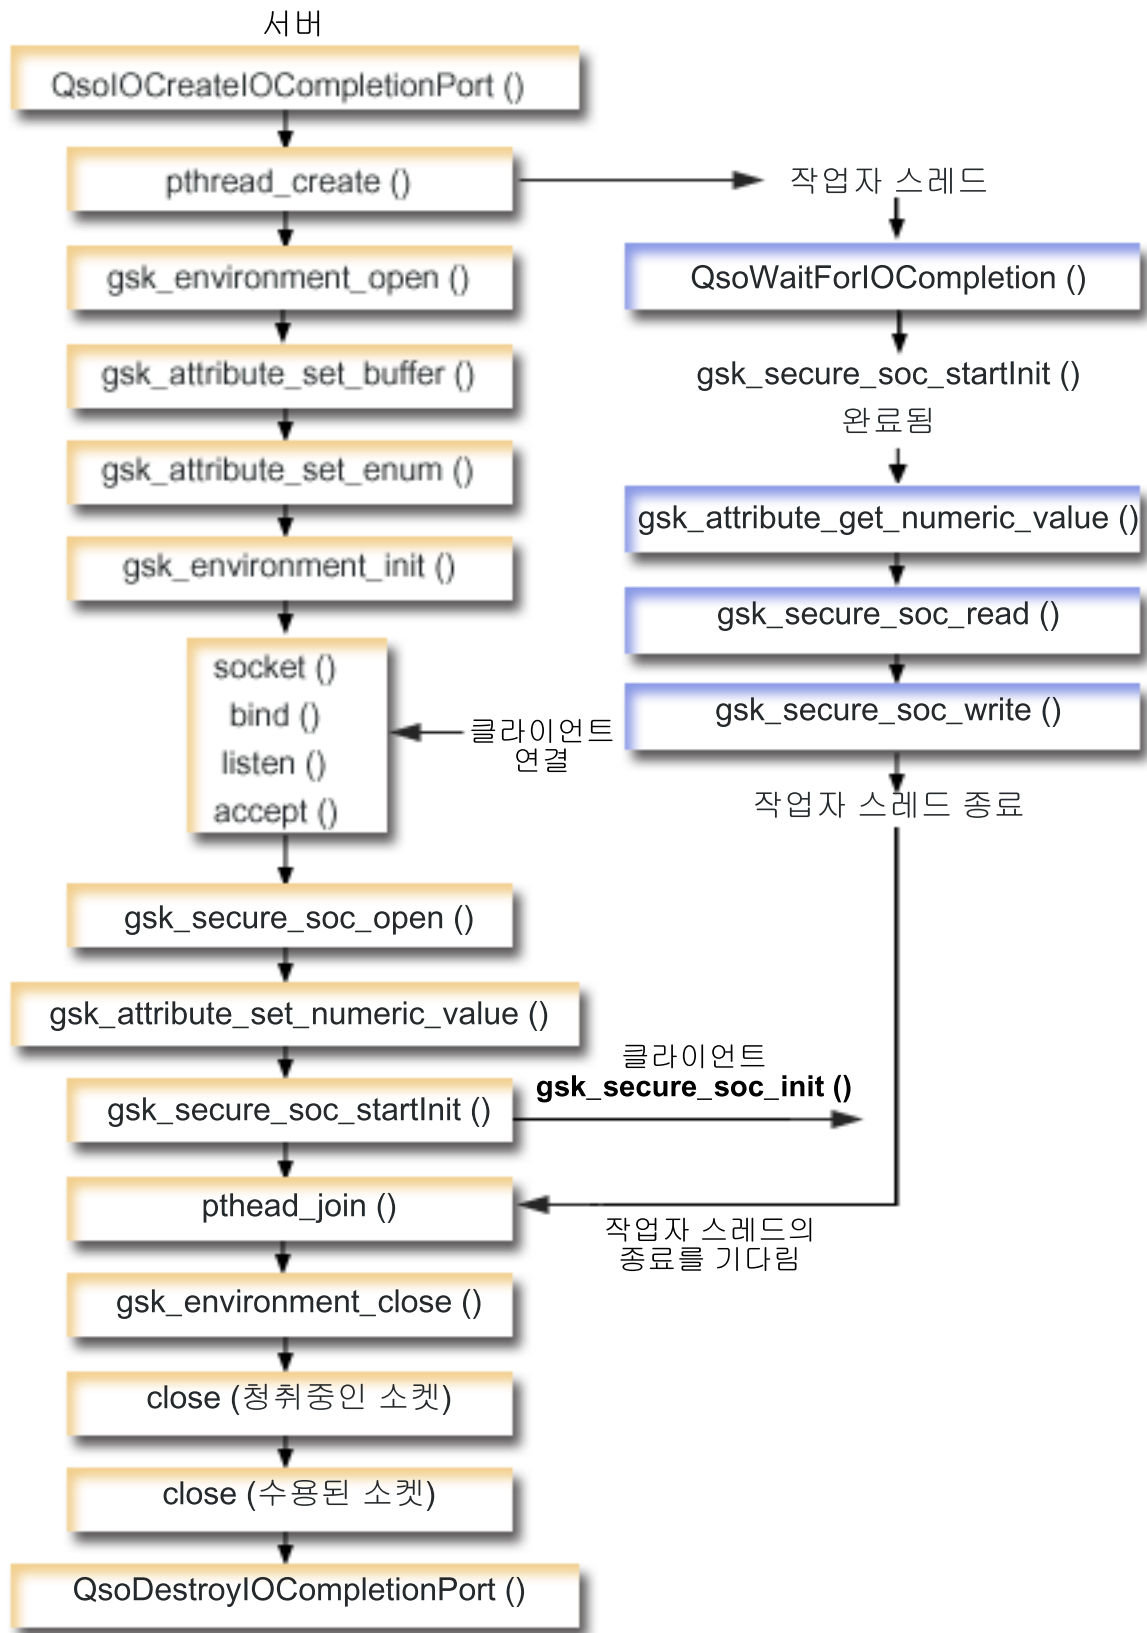 서버
QsoIOCreateIOCompletionPort ()
pthread_create ()
gsk_environment_open ()
gsk_attribute_set_buffer ()
gsk_attribute_set_enum ()
gsk_environment_init ()
socket ()
bind ()
listen ()
accept ()
클라이언트
연결
gsk_secure_soc_open ()
gsk_attribute_set_numeric_value ()
gsk_secure_soc_startInit ()
클라이언트
gsk_secure_soc_init ()
pthead_join ()
작업자 스레드의
종료를 기다림
gsk_environment_close ()
close (청취중인 소켓)
close (수용된 소켓)
QsoDestroyIOCompletionPort ()
작업자 스레드
QsoWaitForIOCompletion ()
gsk_secure_soc_startInit ()
완료됨
gsk_attribute_get_numeric_value ()
gsk_secure_soc_read ()
gsk_secure_soc_write ()
작업자 스레드 종료